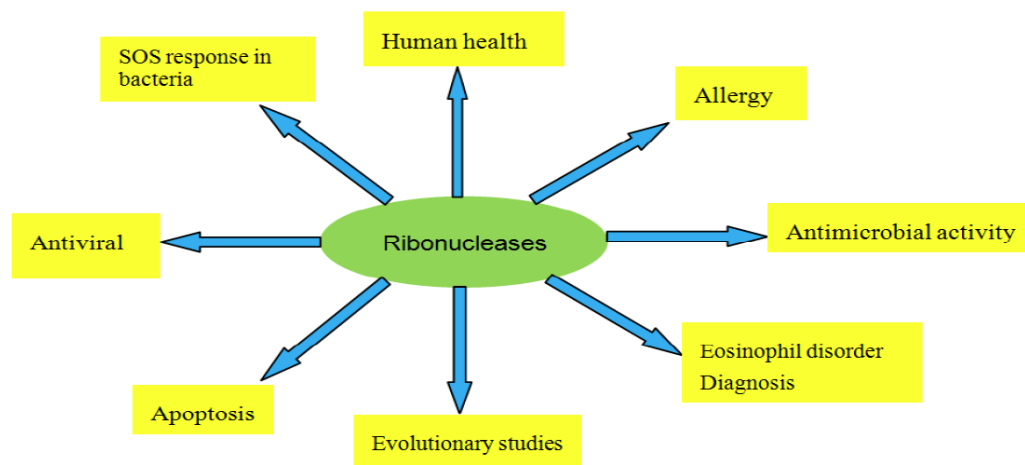 Human health
SOS response in
bacteria
Allergy
Antiviral
Ribonucleases
Antimicrobial activity
Eosinophil disorder
Diagnosis
Apoptosis
Evolutionary studies